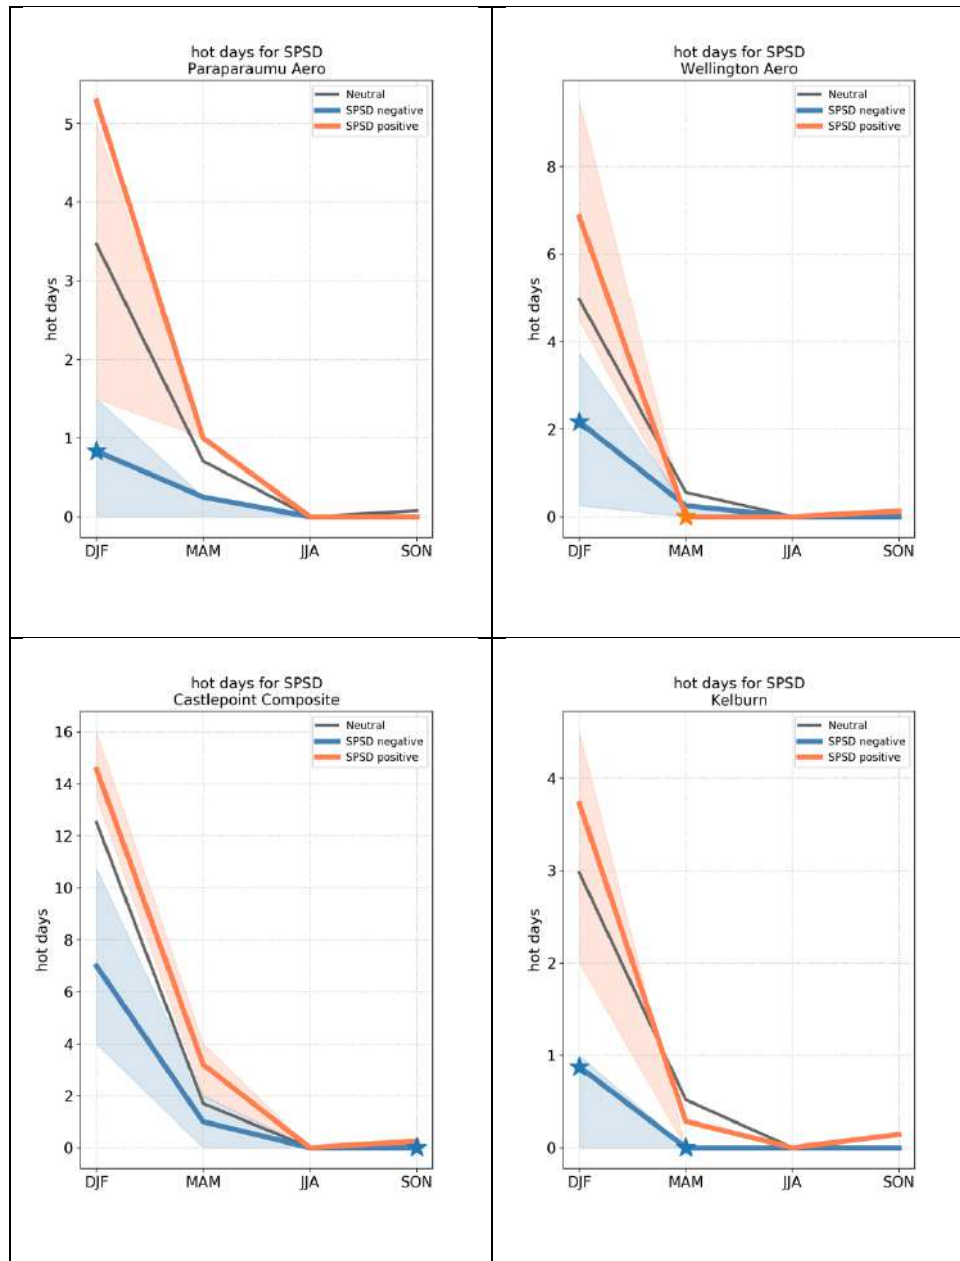 hot days for SPSD
Paraparaumu Aero
Neutral
SPSD negative
SPSD positive
5
4
3
2
1
0
hot days
DJF MAM JJA SON
hot days for SPSD
Wellington Aero
Neutral
SPSD negative
SPSD positive
8
6
4
2
0
hot days
DJF MAM JJA SON
hot days for SPSD
Castlepoint Composite
Neutral
SPSD negative
SPSD positive
16
14
12
10
8
6
4
2
0
hot days
DJF MAM JJA SON
hot days for SPSD
Kelburn
Neutral
SPSD negative
SPSD positive
4
3
2
1
0
hot days
DJF MAM JJA SON